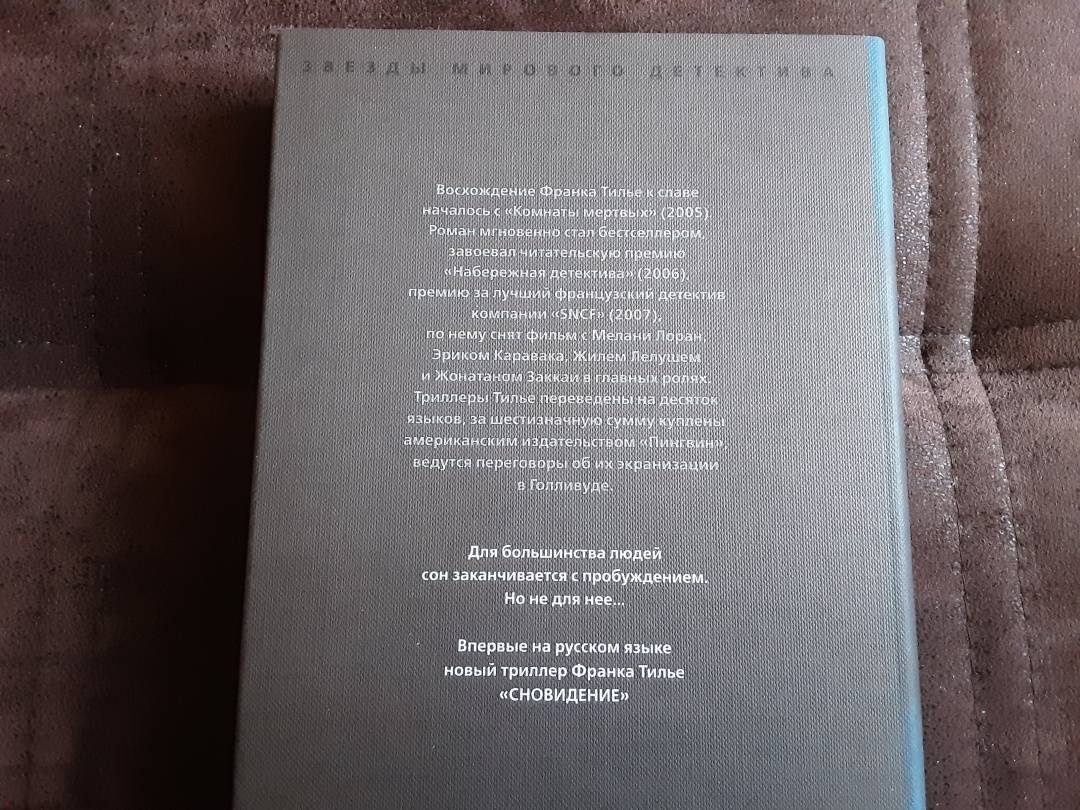 ЗВЕЗДЫ МИРОВОГО ДЕТЕКТИВА
Восхождение Франка Тилье к славе
началось с «Комнаты мертвых» (2005).
Роман мгновенно стал бестселлером,
завоевал читательскую премию
«Набережная детектива» (2006),
премию за лучший французский детектив
компании «SNCF» (2007),
по нему снят фильм с Мелани Лоран,
Эриком Каравака, Жилем Лелушем
и Жонатаном Заккаи в главных ролях.
Триллеры Тилье переведены на десяток
языков, за шестизначную сумму куплены
американским издательством «Пингвин»,
ведутся переговоры об их экранизации
в Голливуде.
Для большинства людей
сон заканчивается с пробуждением.
Но не для нее...
Впервые на русском языке
новый триллер Франка Тилье
«СНОВИДЕНИЕ»